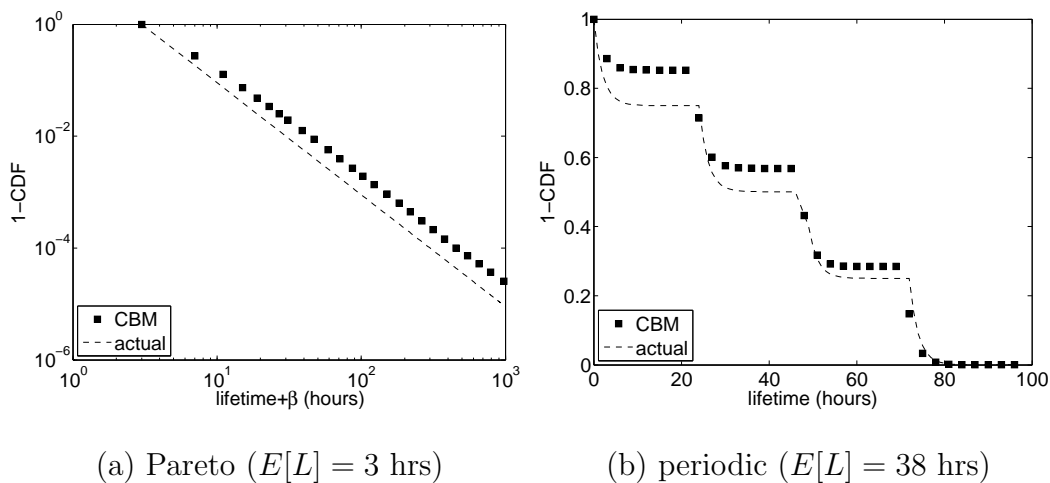 10^0
10^-2
10^-4
10^-6
1-CDF
CBM
actual
10^0
10^1
10^2
10^3
lifetime+β (hours)
(a) Pareto (E[L] = 3 hrs)
1
0.8
0.6
0.4
0.2
0
1-CDF
CBM
actual
0
20
40
60
80
100
lifetime (hours)
(b) periodic (E[L] = 38 hrs)